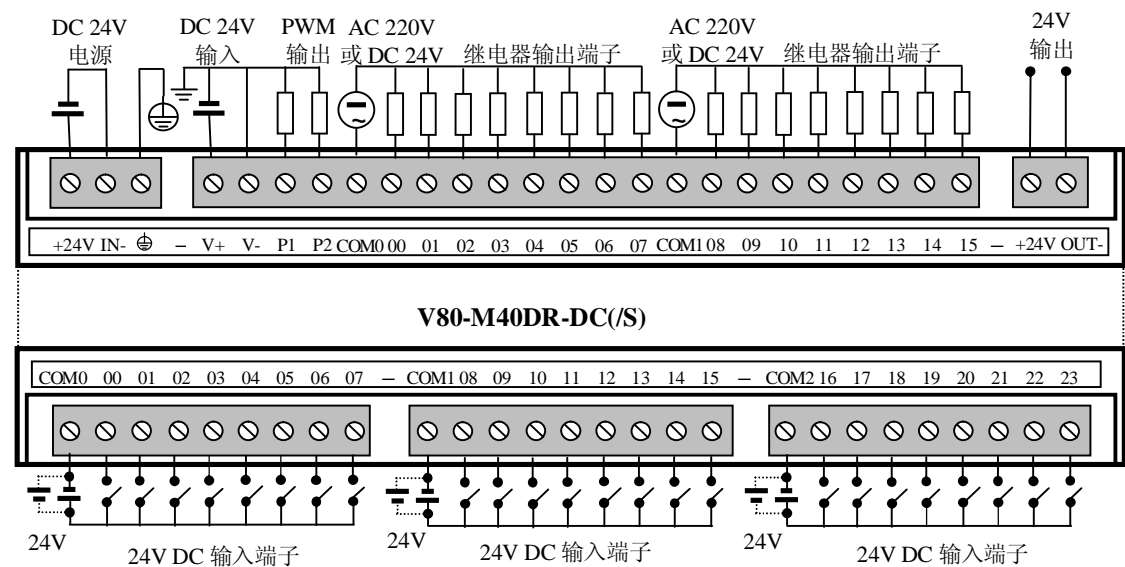 DC 24V
电源
DC 24V
输入
PWM
输出
AC 220V
或 DC 24V
继电器输出端子
AC 220V
或 DC 24V
继电器输出端子
24V
输出
+24V IN- – V+ V- P1 P2 COM0 00 01 02 03 04 05 06 07 COM1 08 09 10 11 12 13 14 15 – +24V OUT-
V80-M40DR-DC(/S)
COM0 00 01 02 03 04 05 06 07 – COM1 08 09 10 11 12 13 14 15 – COM2 16 17 18 19 20 21 22 23
24V
24V DC 输入端子
24V
24V DC 输入端子
24V
24V DC 输入端子